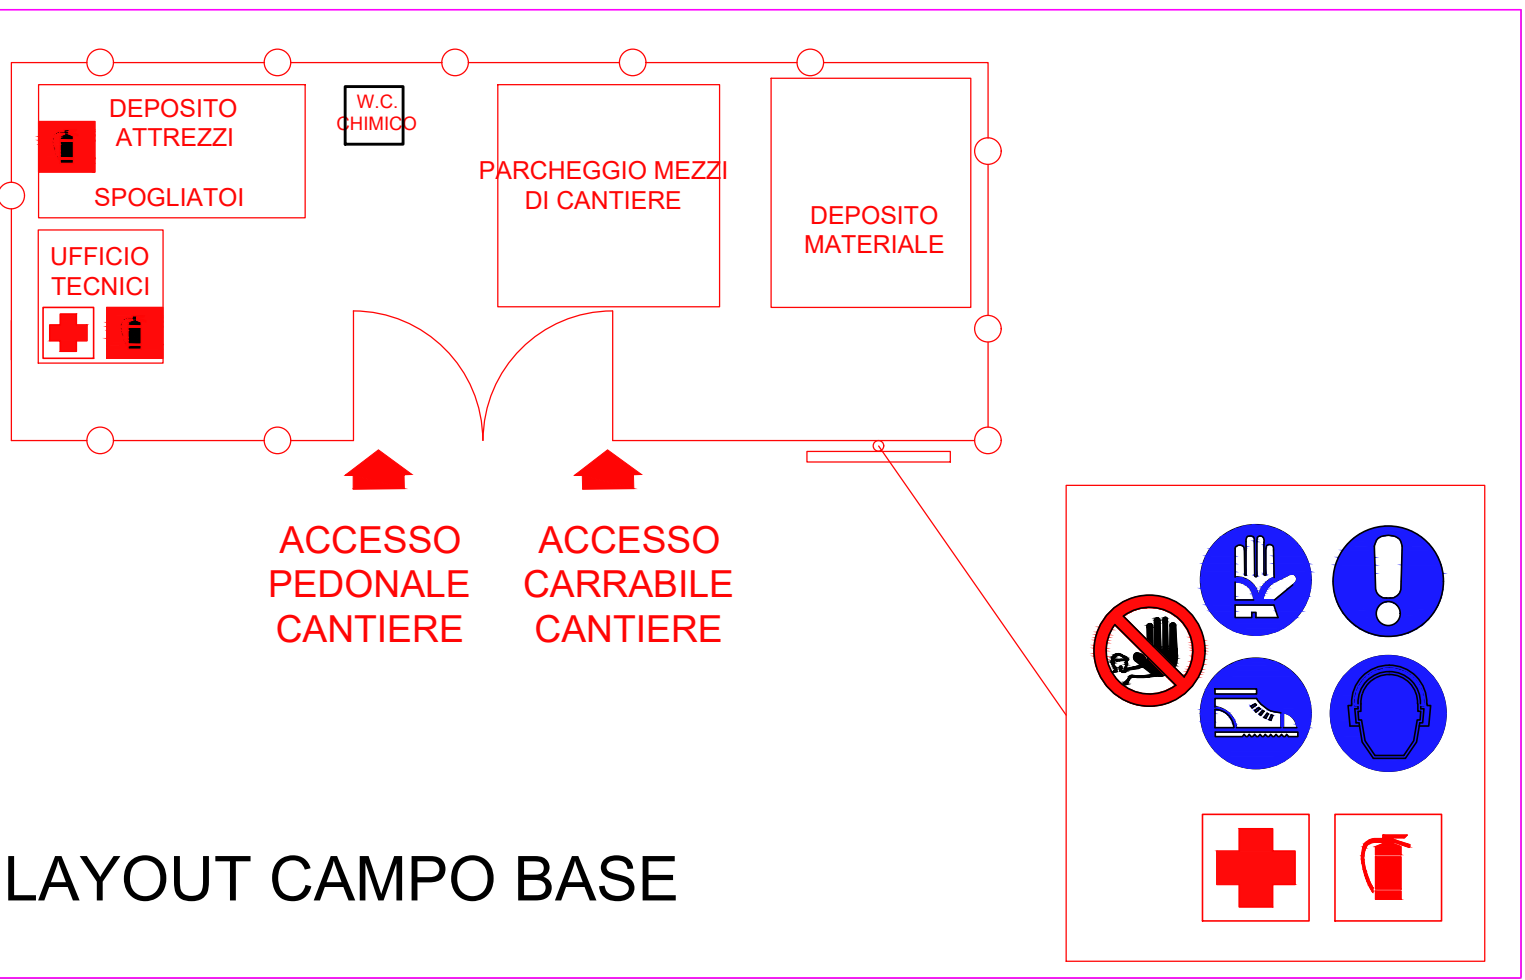 DEPOSITO
ATTREZZI
SPOGLIATOI
W.C.
CHIMICO
PARCHEGGIO MEZZI
DI CANTIERE
DEPOSITO
MATERIALE
UFFICIO
TECNICI
ACCESSO
PEDONALE
CANTIERE
ACCESSO
CARRABILE
CANTIERE
LAYOUT CAMPO BASE